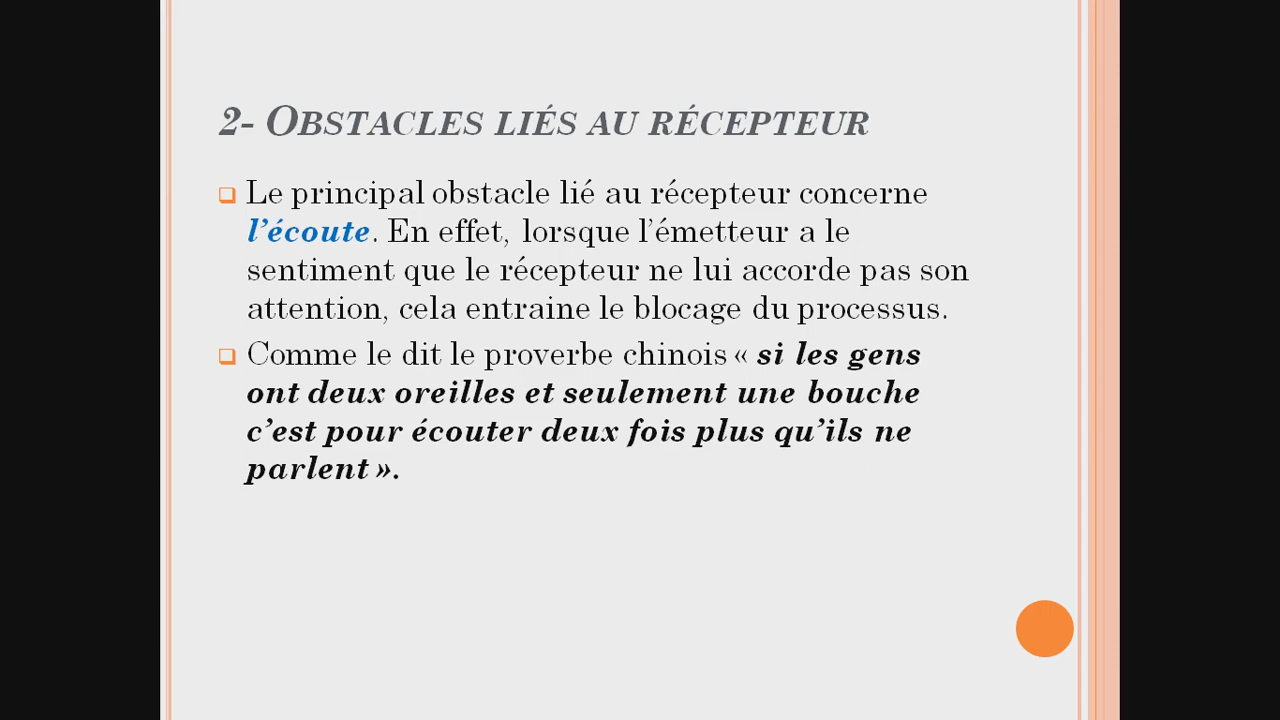 2- Obstacles liés au récepteur
Le principal obstacle lié au récepteur concerne
l’écoute. En effet, lorsque l’émetteur a le
sentiment que le récepteur ne lui accorde pas son
attention, cela entraine le blocage du processus.
Comme le dit le proverbe chinois « si les gens
ont deux oreilles et seulement une bouche
c’est pour écouter deux fois plus qu’ils ne
parlent ».